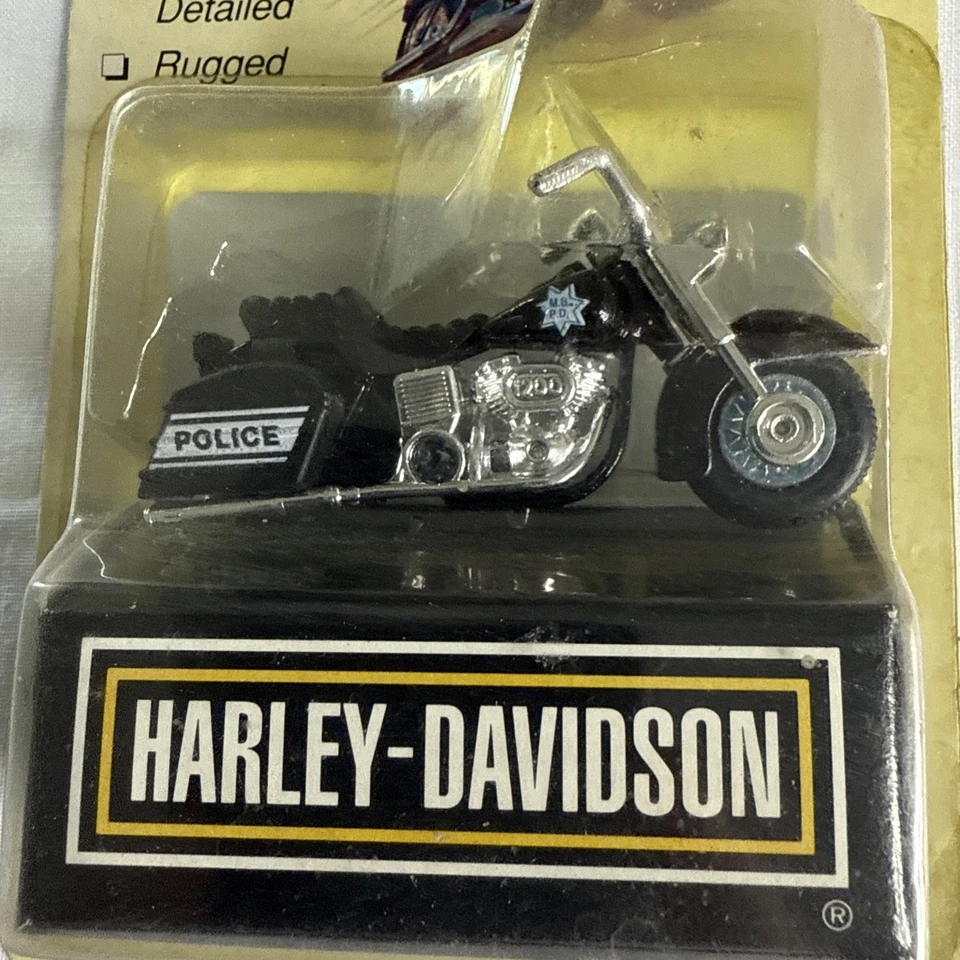 Detailed
❏ Rugged
M.B.
P.D.
1200
POLICE
HARLEY-DAVIDSON
®